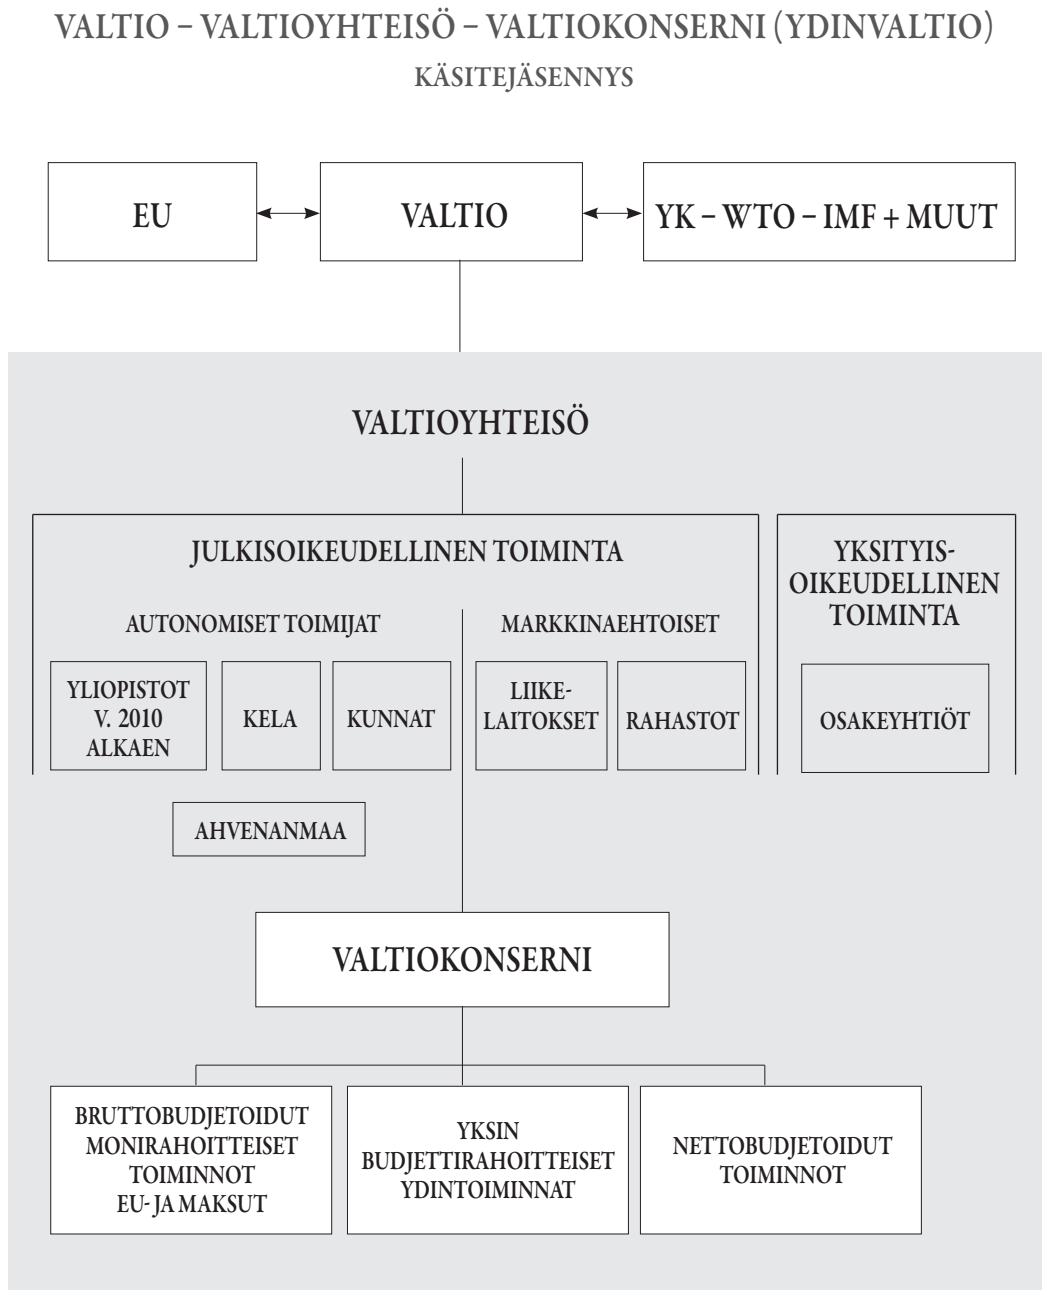 VALTIO – VALTIOYHTEISÖ – VALTIOKONSERNI (YDINVALTIO)
KÄSITEJÄSENNYS
EU
VALTIO
YK – WTO – IMF + MUUT
VALTIOYHTEISÖ
JULKISOIKEUDELLINEN TOIMINTA
AUTONOMISET TOIMIJAT
YLIOPISTOT
V. 2010
ALKAEN
KELA
KUNNAT
AHVENANMAA
MARKKINAEHTOISET
LIIKE-
LAITOKSET
RAHASTOT
YKSITYIS-
OIKEUDELLINEN
TOIMINTA
OSAKEYHTIÖT
VALTIOKONSERNI
BRUTTOBUDJETOIDUT
MONIRAHOITTEISET
TOIMINNOT
EU- JA MAKSUT
YKSIN
BUDJETTIRAHOITTEISET
YDINTOIMINNAT
NETTOBUDJETOIDUT
TOIMINNOT